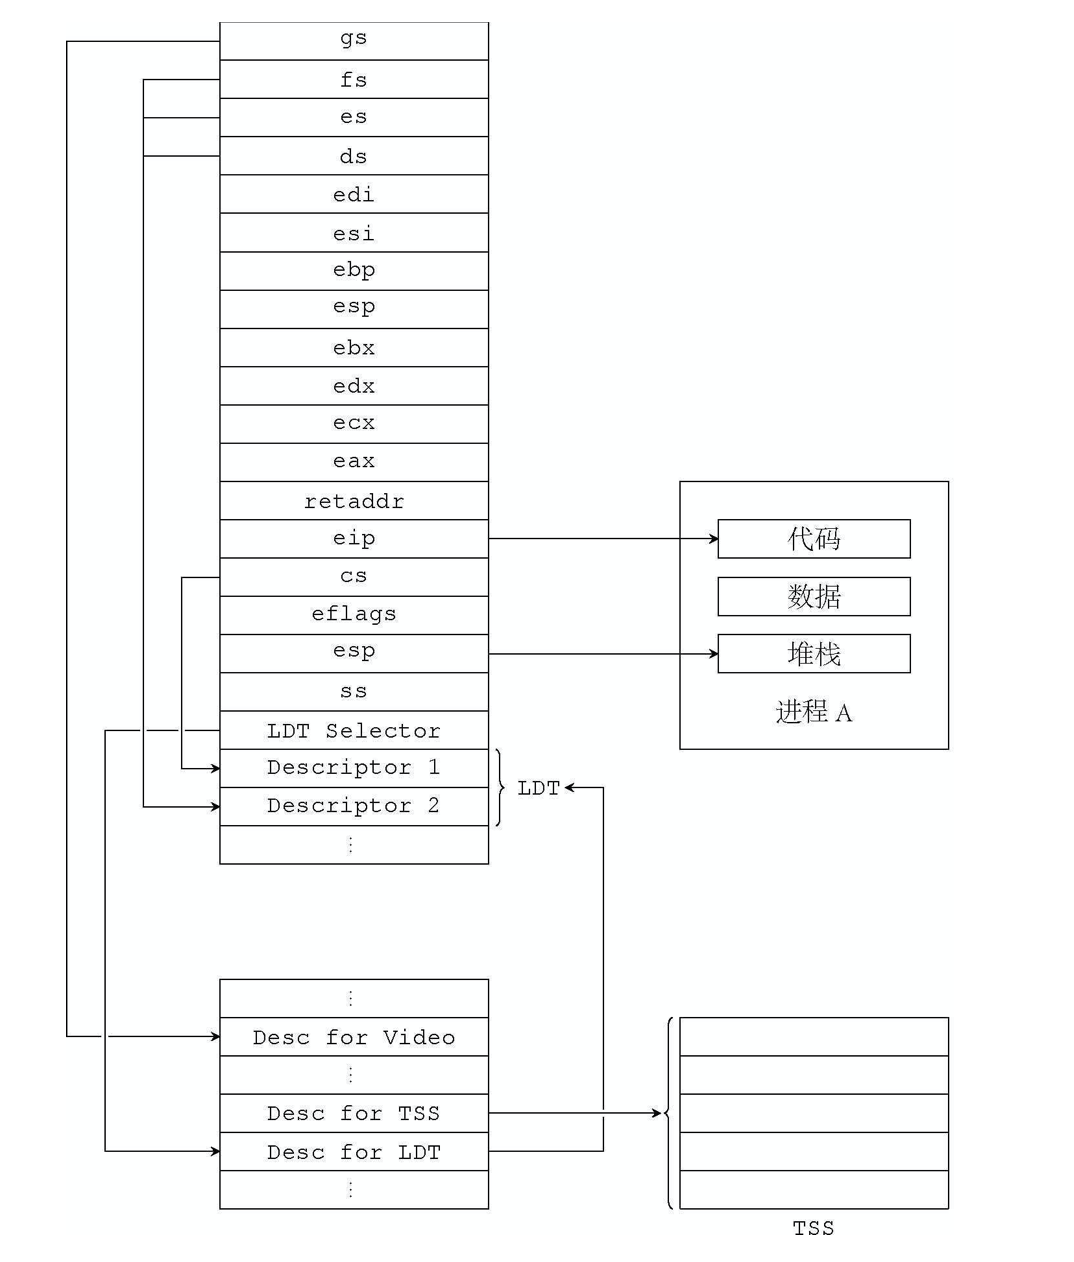 gs
fs
es
ds
edi
esi
ebp
esp
ebx
edx
ecx
eax
retaddr
eip
cs
eflags
esp
ss
LDT Selector
Descriptor 1
Descriptor 2
⋮
LDT
代码
数据
堆栈
进程 A
⋮
Desc for Video
⋮
Desc for TSS
Desc for LDT
⋮
TSS